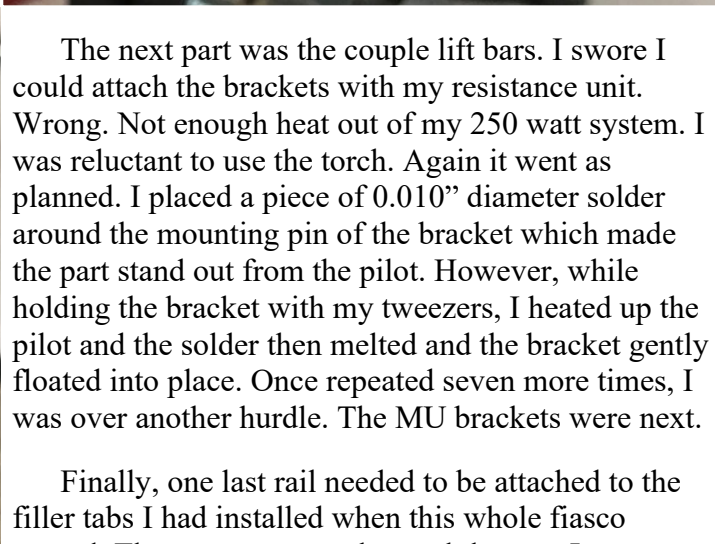 The next part was the couple lift bars. I swore I
could attach the brackets with my resistance unit.
Wrong. Not enough heat out of my 250 watt system. I
was reluctant to use the torch. Again it went as
planned. I placed a piece of 0.010” diameter solder
around the mounting pin of the bracket which made
the part stand out from the pilot. However, while
holding the bracket with my tweezers, I heated up the
pilot and the solder then melted and the bracket gently
floated into place. Once repeated seven more times, I
was over another hurdle. The MU brackets were next.
Finally, one last rail needed to be attached to the
filler tabs I had installed when this whole fiasco